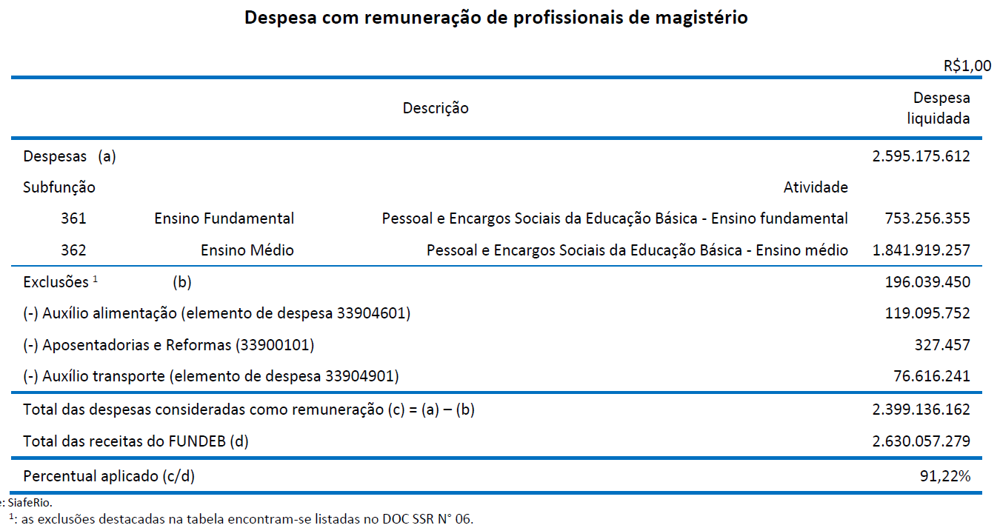 Despesa com remuneração de profissionais de magistério
R$1,00
Descrição
Despesa
liquidada
Despesas (a) 2.595.175.612
Subfunção Atividade
361 Ensino Fundamental Pessoal e Encargos Sociais da Educação Básica - Ensino fundamental 753.256.355
362 Ensino Médio Pessoal e Encargos Sociais da Educação Básica - Ensino médio 1.841.919.257
Exclusões ¹ (b) 196.039.450
(-) Auxílio alimentação (elemento de despesa 33904601) 119.095.752
(-) Aposentadorias e Reformas (33900101) 327.457
(-) Auxílio transporte (elemento de despesa 33904901) 76.616.241
Total das despesas consideradas como remuneração (c) = (a) – (b) 2.399.136.162
Total das receitas do FUNDEB (d) 2.630.057.279
Percentual aplicado (c/d) 91,22%
: SiafeRio.
¹: as exclusões destacadas na tabela encontram-se listadas no DOC SSR N° 06.